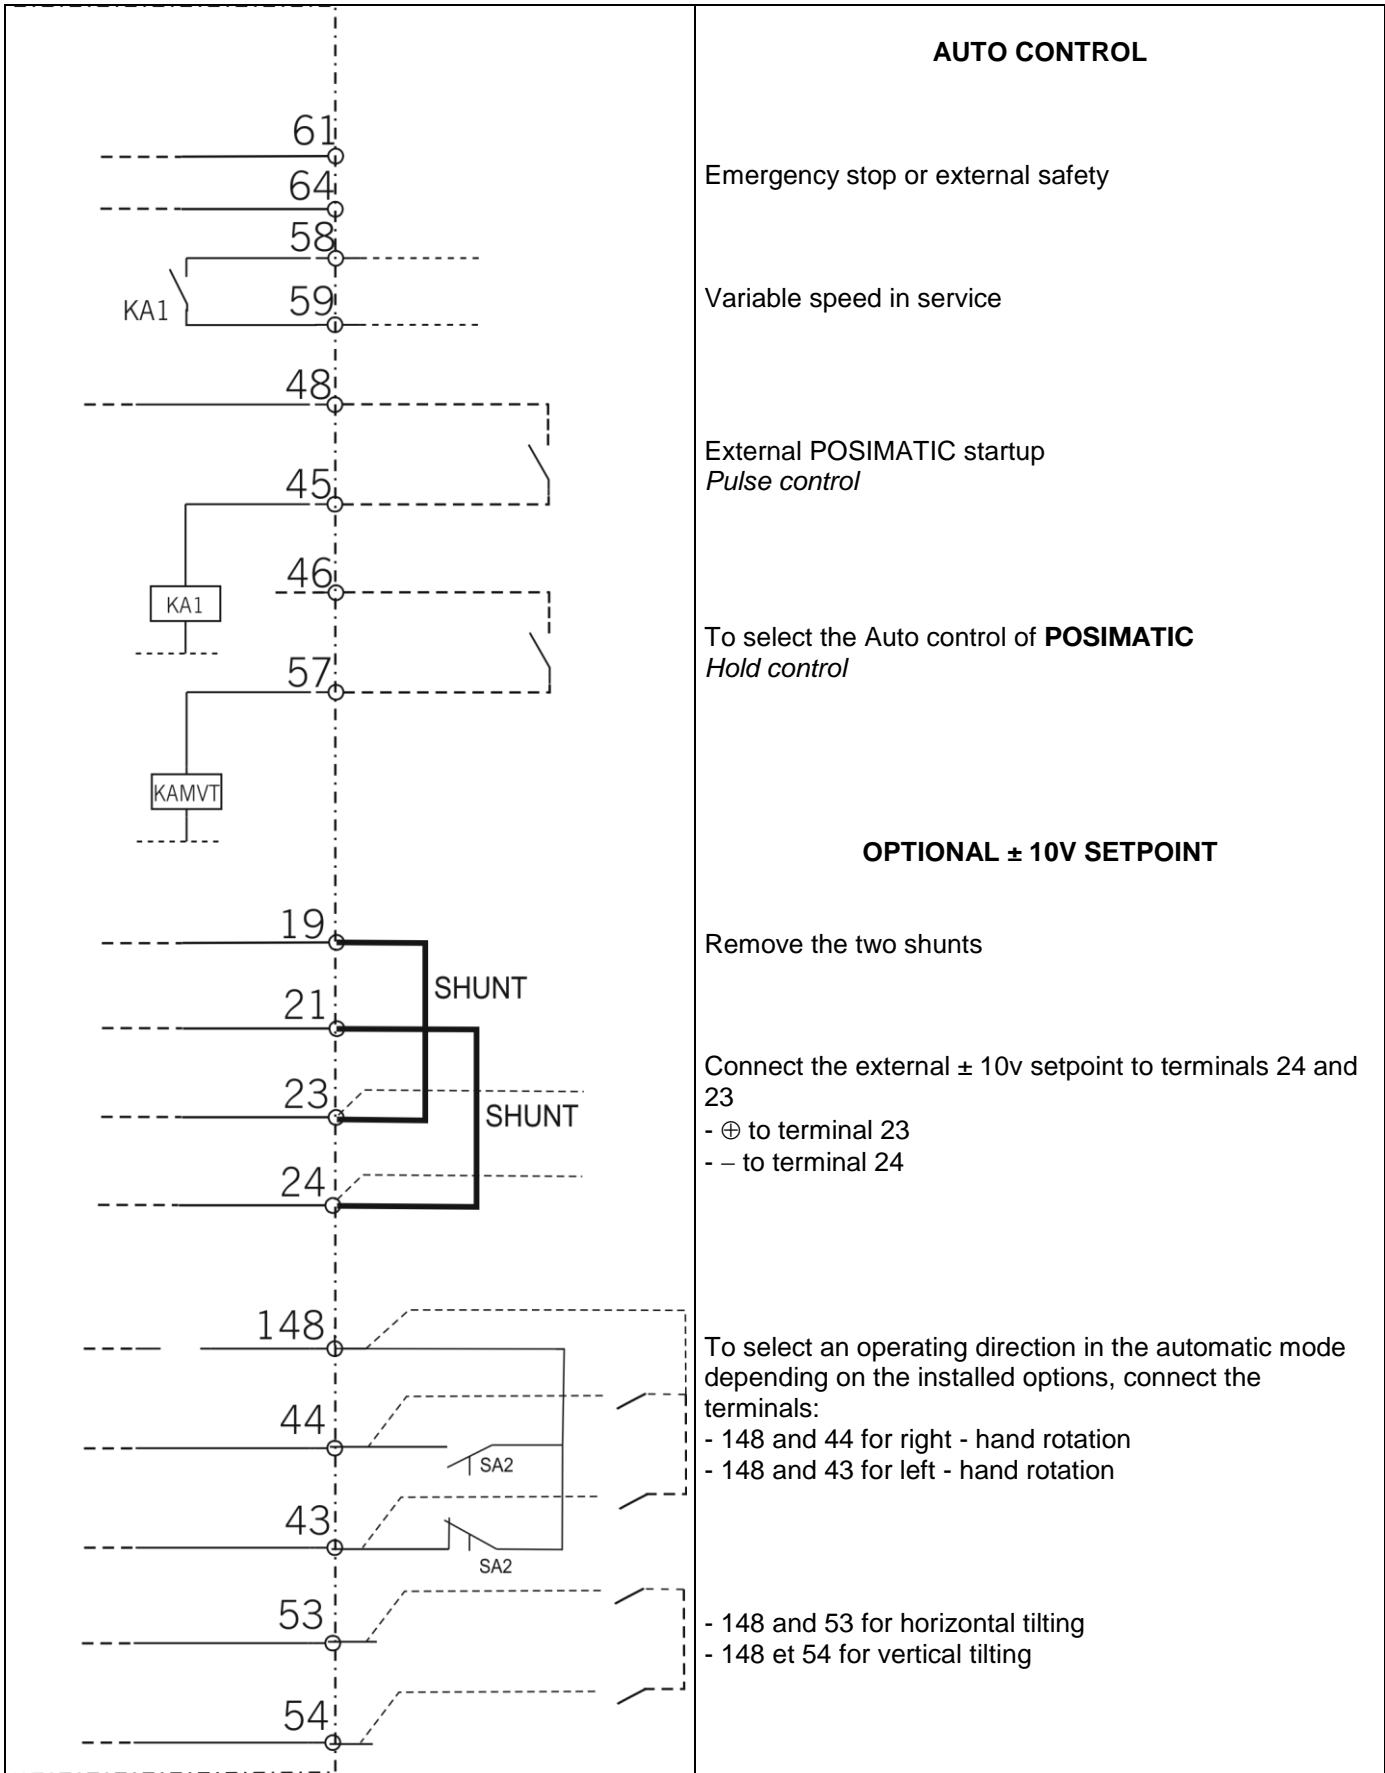 AUTO CONTROL
61
Emergency stop or external safety
64
58
KA1
59
Variable speed in service
48
External POSIMATIC startup
Pulse control
45
46
KA1
To select the Auto control of POSIMATIC
Hold control
57
KAMVT
OPTIONAL ± 10V SETPOINT
19
Remove the two shunts
SHUNT
21
Connect the external ± 10v setpoint to terminals 24 and
23
23
SHUNT
- ⊕ to terminal 23
- – to terminal 24
24
148
To select an operating direction in the automatic mode
depending on the installed options, connect the
terminals:
44
- 148 and 44 for right - hand rotation
SA2
- 148 and 43 for left - hand rotation
43
SA2
53
- 148 and 53 for horizontal tilting
- 148 et 54 for vertical tilting
54